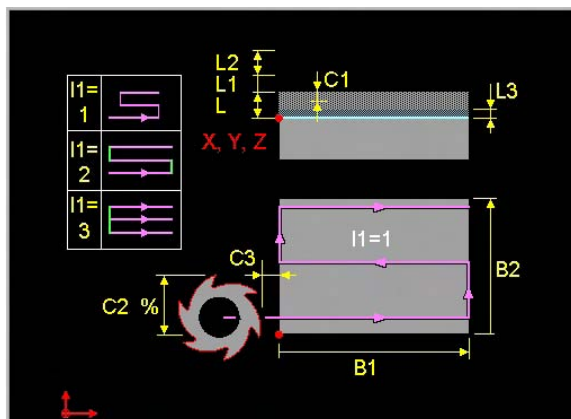 I1=
1
I1=
2
I1=
3
L2
L1
L
C1
L3
X, Y, Z
I1=1
C3
B2
C2 %
B1